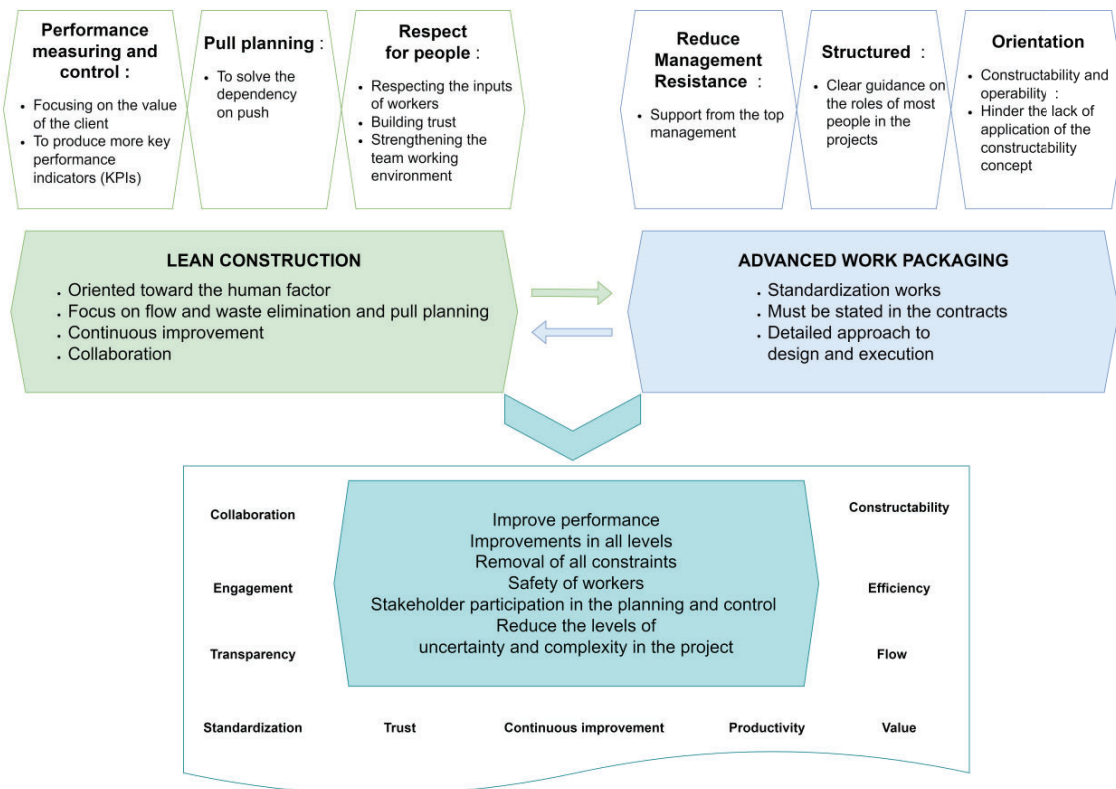 Performance
measuring and
control :
• Focusing on the value
of the client
• To produce more key
performance
indicators (KPIs)
Pull planning :
• To solve the
dependency
on push
Respect
for people :
• Respecting the inputs
of workers
• Building trust
• Strengthening the
team working
environment
Reduce
Management
Resistance :
• Support from the top
management
Structured :
• Clear guidance on
the roles of most
people in the
projects
Orientation
• Constructability and
operability :
• Hinder the lack of
application of the
constructability
concept
LEAN CONSTRUCTION
• Oriented toward the human factor
• Focus on flow and waste elimination and pull planning
• Continuous improvement
• Collaboration
ADVANCED WORK PACKAGING
• Standardization works
• Must be stated in the contracts
• Detailed approach to
design and execution
Collaboration
Engagement
Transparency
Improve performance
Improvements in all levels
Removal of all constraints
Safety of workers
Stakeholder participation in the planning and control
Reduce the levels of
uncertainty and complexity in the project
Constructability
Efficiency
Flow
Standardization
Trust
Continuous improvement
Productivity
Value